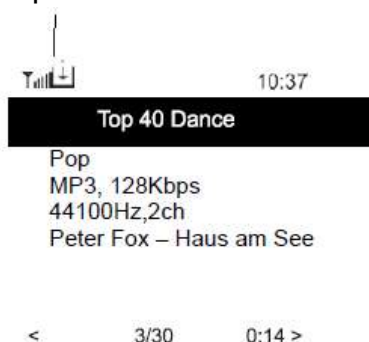 10:37
Top 40 Dance
Pop
MP3, 128Kbps
44100Hz,2ch
Peter Fox – Haus am See
< 3/30 0:14 >